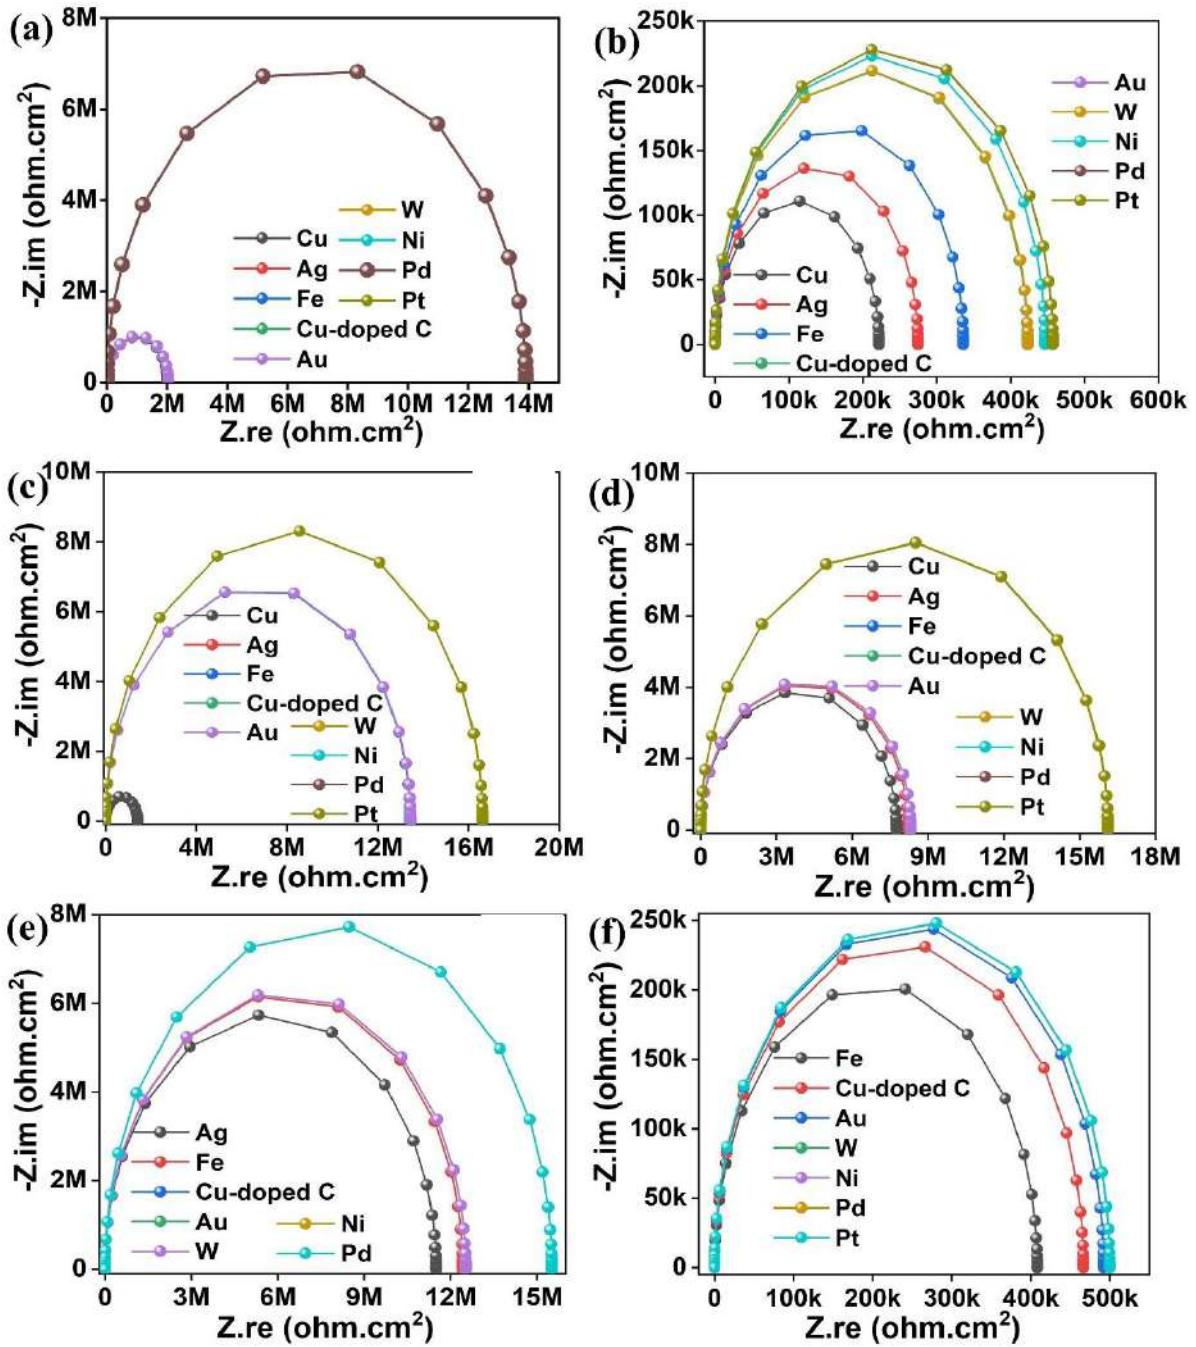 (a)
8M
6M
4M
2M
0
-Z.im (ohm.cm²)
Cu
Ag
Fe
Cu-doped C
Au
W
Ni
Pd
Pt
0 2M 4M 6M 8M 10M 12M 14M
Z.re (ohm.cm²)
(b)
250k
200k
150k
100k
50k
0
-Z.im (ohm.cm²)
Au
W
Ni
Pd
Pt
Cu
Ag
Fe
Cu-doped C
0 100k 200k 300k 400k 500k 600k
Z.re (ohm.cm²)
(c)
10M
8M
6M
4M
2M
0
-Z.im (ohm.cm²)
Cu
Ag
Fe
Cu-doped C
Au
W
Ni
Pd
Pt
0 4M 8M 12M 16M 20M
Z.re (ohm.cm²)
(d)
10M
8M
6M
4M
2M
0
-Z.im (ohm.cm²)
Cu
Ag
Fe
Cu-doped C
Au
W
Ni
Pd
Pt
0 3M 6M 9M 12M 15M 18M
Z.re (ohm.cm²)
(e)
8M
6M
4M
2M
0
-Z.im (ohm.cm²)
Ag
Fe
Cu-doped C
Au
W
Ni
Pd
0 3M 6M 9M 12M 15M
Z.re (ohm.cm²)
(f)
250k
200k
150k
100k
50k
0
-Z.im (ohm.cm²)
Fe
Cu-doped C
Au
W
Ni
Pd
Pt
0 100k 200k 300k 400k 500k
Z.re (ohm.cm²)